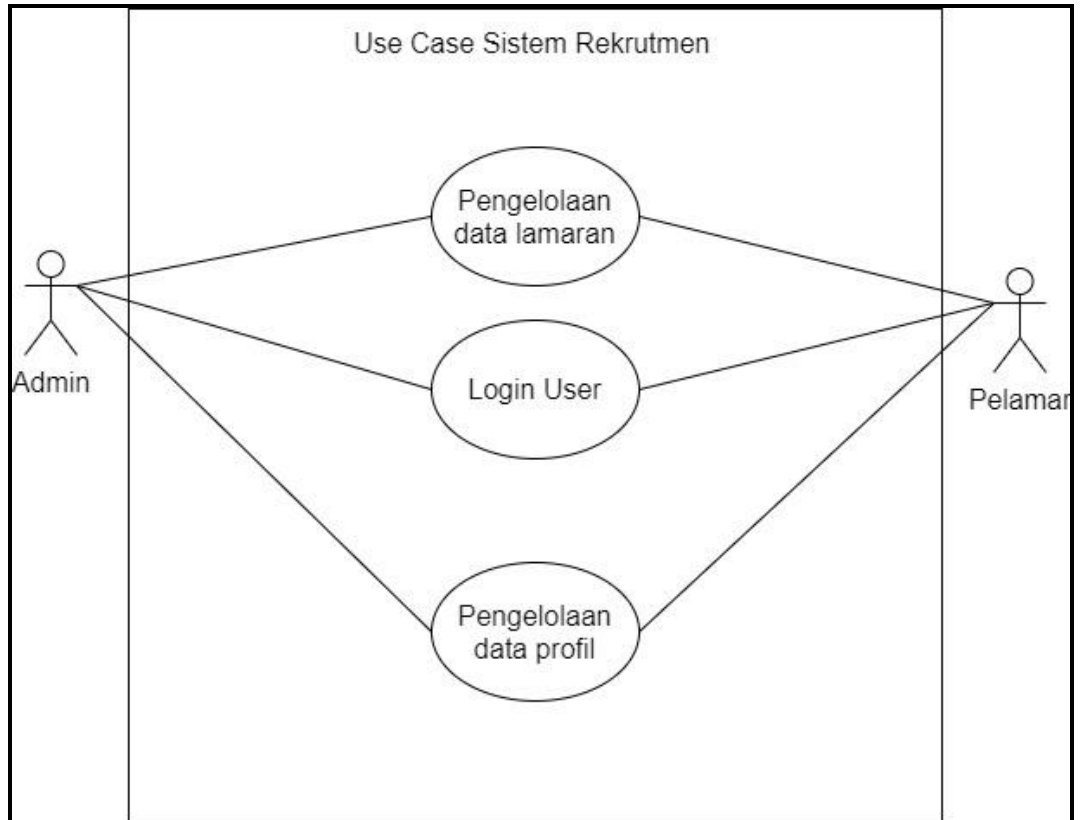 Use Case Sistem Rekrutmen
Pengelolaan
data lamaran
Admin
Login User
Pelamar
Pengelolaan
data profil